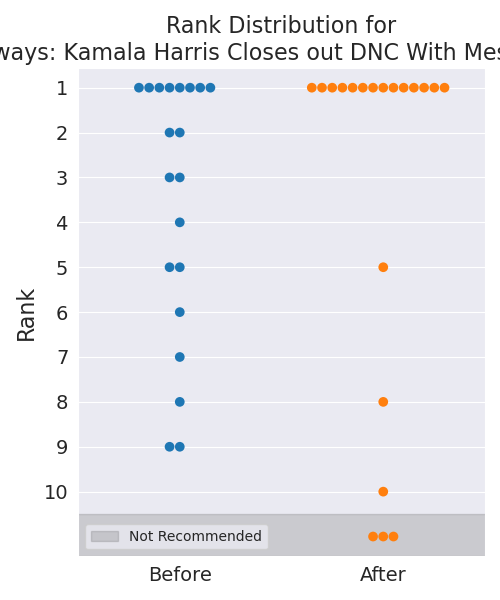 Rank Distribution for
ways: Kamala Harris Closes out DNC With Mes
1
2
3
4
5
6
7
8
9
10
Rank
Not Recommended
Before
After